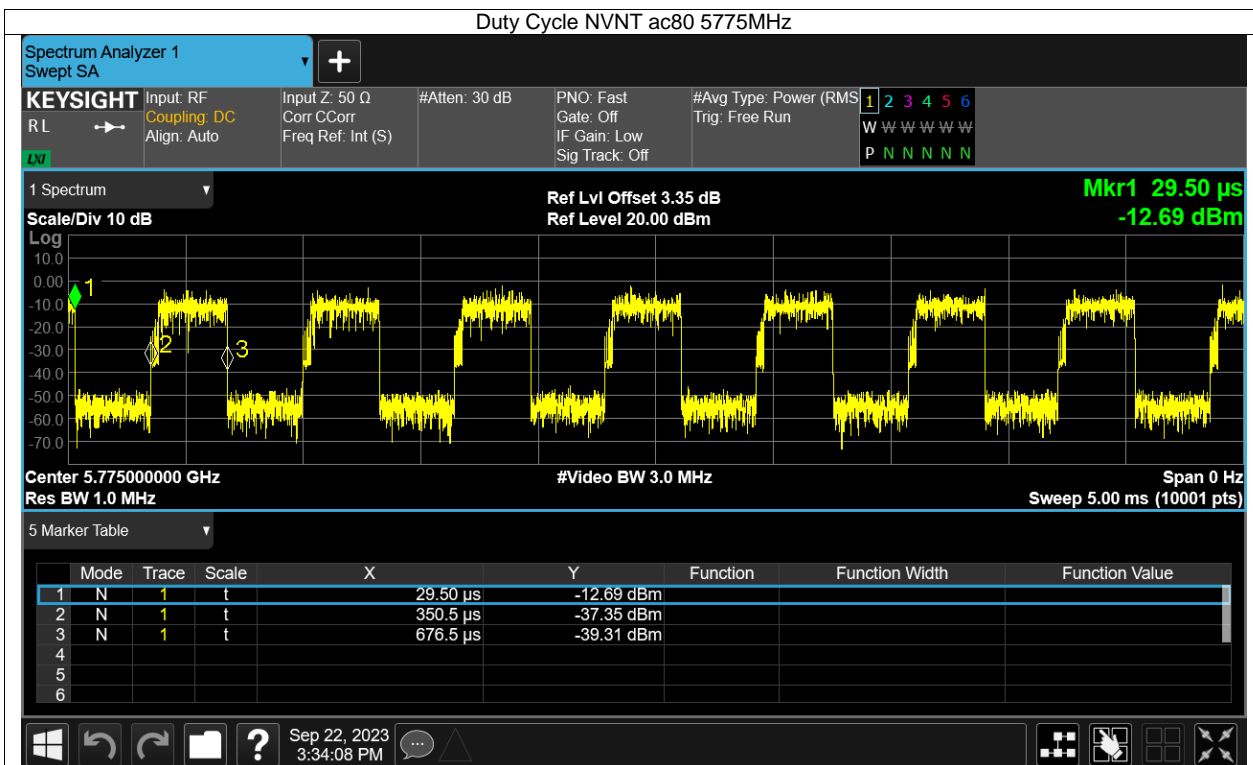 Duty Cycle NVNT ac80 5775MHz
Spectrum Analyzer 1
Swept SA
KEYSIGHT Input: RF Input Z: 50 Ω #Atten: 30 dB PNO: Fast #Avg Type: Power (RMS 1 2 3 4 5 6
RL Coupling: DC Corr CCorr Gate: Off Trig: Free Run W W W W W W
Align: Auto Freq Ref: Int (S) IF Gain: Low P N N N N N
LXI Sig Track: Off
1 Spectrum Ref Lvl Offset 3.35 dB Mkr1 29.50 µs
Scale/Div 10 dB Ref Level 20.00 dBm -12.69 dBm
Log
10.0
0.00 1
-10.0
-20.0
-30.0 2 3
-40.0
-50.0
-60.0
-70.0
Center 5.775000000 GHz #Video BW 3.0 MHz Span 0 Hz
Res BW 1.0 MHz Sweep 5.00 ms (10001 pts)
5 Marker Table
Mode Trace Scale X Y Function Function Width Function Value
1 N 1 t 29.50 µs -12.69 dBm
2 N 1 t 350.5 µs -37.35 dBm
3 N 1 t 676.5 µs -39.31 dBm
4
5
6
? Sep 22, 2023
3:34:08 PM